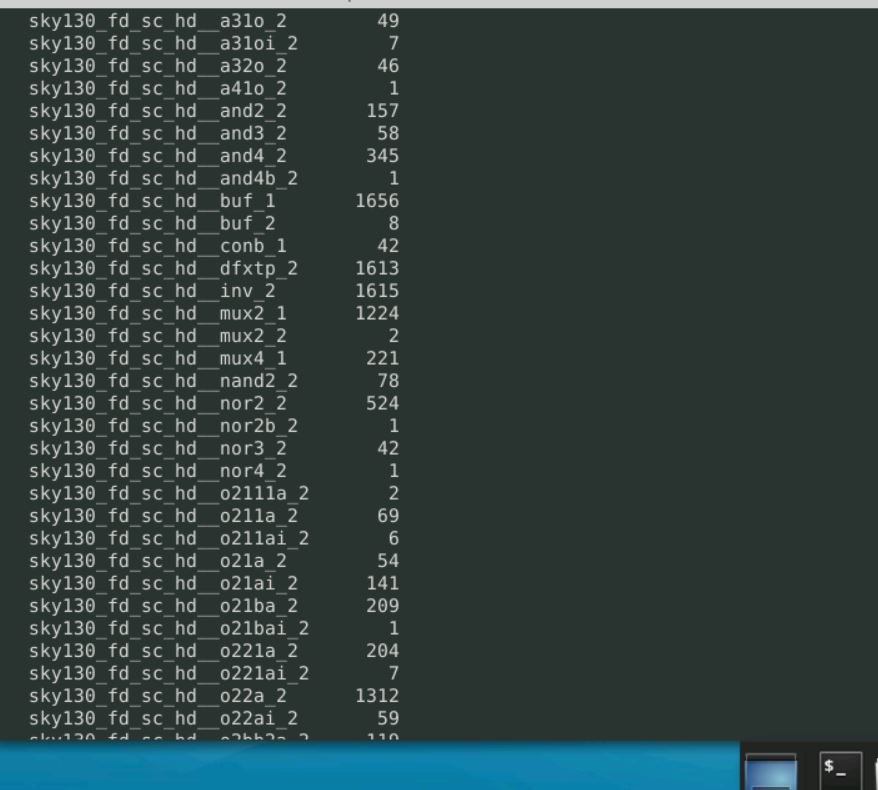 sky130_fd_sc_hd__a31o_2 49
sky130_fd_sc_hd__a31oi_2 7
sky130_fd_sc_hd__a32o_2 46
sky130_fd_sc_hd__a41o_2 1
sky130_fd_sc_hd__and2_2 157
sky130_fd_sc_hd__and3_2 58
sky130_fd_sc_hd__and4_2 345
sky130_fd_sc_hd__and4b_2 1
sky130_fd_sc_hd__buf_1 1656
sky130_fd_sc_hd__buf_2 8
sky130_fd_sc_hd__conb_1 42
sky130_fd_sc_hd__dfxtp_2 1613
sky130_fd_sc_hd__inv_2 1615
sky130_fd_sc_hd__mux2_1 1224
sky130_fd_sc_hd__mux2_2 2
sky130_fd_sc_hd__mux4_1 221
sky130_fd_sc_hd__nand2_2 78
sky130_fd_sc_hd__nor2_2 524
sky130_fd_sc_hd__nor2b_2 1
sky130_fd_sc_hd__nor3_2 42
sky130_fd_sc_hd__nor4_2 1
sky130_fd_sc_hd__o2111a_2 2
sky130_fd_sc_hd__o211a_2 69
sky130_fd_sc_hd__o211ai_2 6
sky130_fd_sc_hd__o21a_2 54
sky130_fd_sc_hd__o21ai_2 141
sky130_fd_sc_hd__o21ba_2 209
sky130_fd_sc_hd__o21bai_2 1
sky130_fd_sc_hd__o221a_2 204
sky130_fd_sc_hd__o221ai_2 7
sky130_fd_sc_hd__o22a_2 1312
sky130_fd_sc_hd__o22ai_2 59
$_